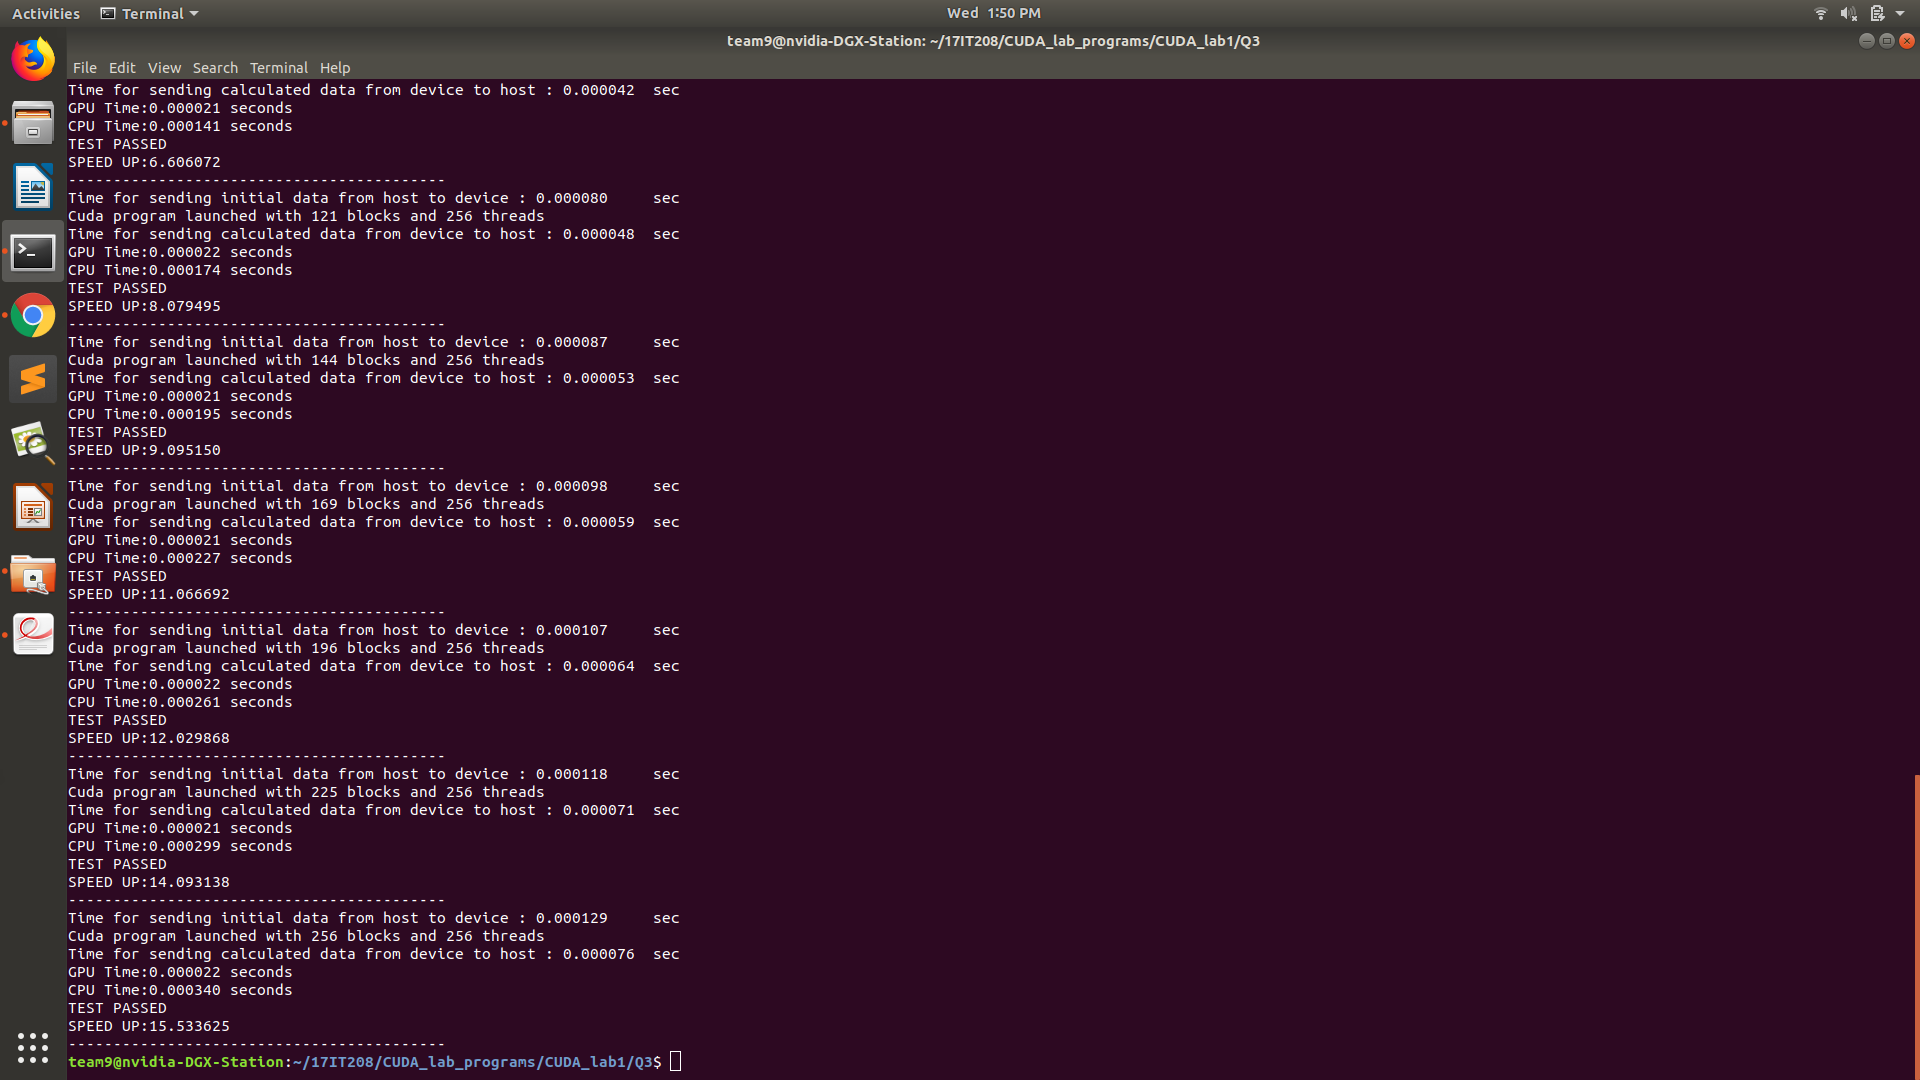 Activities Terminal Wed 1:50 PM
team9@nvidia-DGX-Station: ~/17IT208/CUDA_lab_programs/CUDA_lab1/Q3
File Edit View Search Terminal Help
Time for sending calculated data from device to host : 0.000042 sec
GPU Time:0.000021 seconds
CPU Time:0.000141 seconds
TEST PASSED
SPEED UP:6.606072
------------------------------------------
Time for sending initial data from host to device : 0.000080 sec
Cuda program launched with 121 blocks and 256 threads
Time for sending calculated data from device to host : 0.000048 sec
GPU Time:0.000022 seconds
CPU Time:0.000174 seconds
TEST PASSED
SPEED UP:8.079495
------------------------------------------
Time for sending initial data from host to device : 0.000087 sec
Cuda program launched with 144 blocks and 256 threads
Time for sending calculated data from device to host : 0.000053 sec
GPU Time:0.000021 seconds
CPU Time:0.000195 seconds
TEST PASSED
SPEED UP:9.095150
------------------------------------------
Time for sending initial data from host to device : 0.000098 sec
Cuda program launched with 169 blocks and 256 threads
Time for sending calculated data from device to host : 0.000059 sec
GPU Time:0.000021 seconds
CPU Time:0.000227 seconds
TEST PASSED
SPEED UP:11.066692
------------------------------------------
Time for sending initial data from host to device : 0.000107 sec
Cuda program launched with 196 blocks and 256 threads
Time for sending calculated data from device to host : 0.000064 sec
GPU Time:0.000022 seconds
CPU Time:0.000261 seconds
TEST PASSED
SPEED UP:12.029868
------------------------------------------
Time for sending initial data from host to device : 0.000118 sec
Cuda program launched with 225 blocks and 256 threads
Time for sending calculated data from device to host : 0.000071 sec
GPU Time:0.000021 seconds
CPU Time:0.000299 seconds
TEST PASSED
SPEED UP:14.093138
------------------------------------------
Time for sending initial data from host to device : 0.000129 sec
Cuda program launched with 256 blocks and 256 threads
Time for sending calculated data from device to host : 0.000076 sec
GPU Time:0.000022 seconds
CPU Time:0.000340 seconds
TEST PASSED
SPEED UP:15.533625
------------------------------------------
team9@nvidia-DGX-Station:~/17IT208/CUDA_lab_programs/CUDA_lab1/Q3$